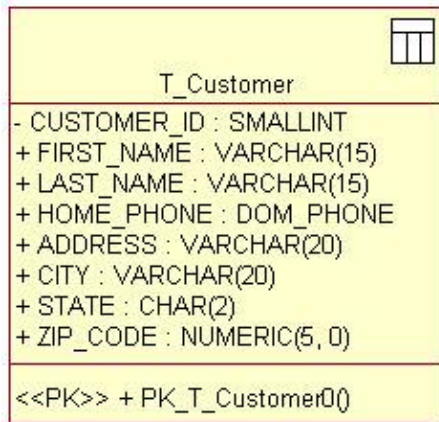 T_Customer
- CUSTOMER_ID : SMALLINT
+ FIRST_NAME : VARCHAR(15)
+ LAST_NAME : VARCHAR(15)
+ HOME_PHONE : DOM_PHONE
+ ADDRESS : VARCHAR(20)
+ CITY : VARCHAR(20)
+ STATE : CHAR(2)
+ ZIP_CODE : NUMERIC(5, 0)
<<PK>> + PK_T_Customer0()